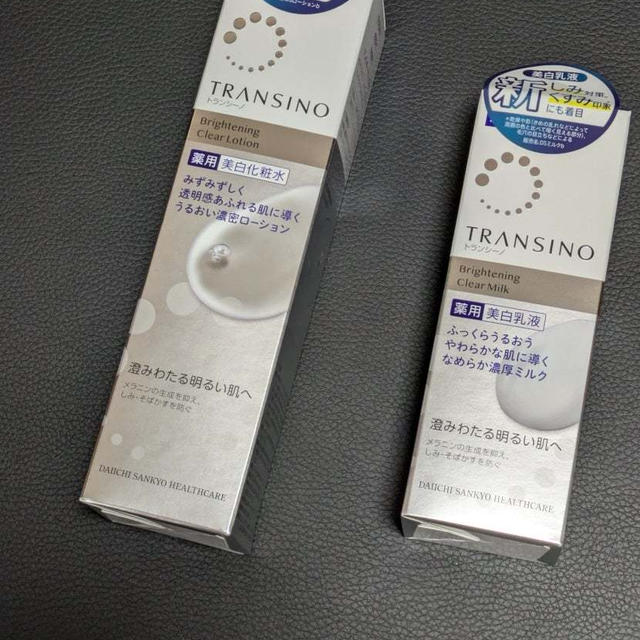 TRANSINO
トランシーノ
Brightening
Clear Lotion
薬用 美白化粧水
みずみずしく
透明感あふれる肌に導く
うるおい濃密ローション
澄みわたる明るい肌へ
メラニンの生成を抑え、
しみ・そばかすを防ぐ
DAIICHI SANKYO HEALTHCARE
美白乳液
新 しみ対策
くすみ印象
にも着目
TRANSINO
トランシーノ
Brightening
Clear Milk
薬用 美白乳液
ふっくらうるおう
やわらかな肌に導く
なめらか濃厚ミルク
澄みわたる明るい肌へ
メラニンの生成を抑え、
しみ・そばかすを防ぐ
DAIICHI SANKYO HEALTHCARE